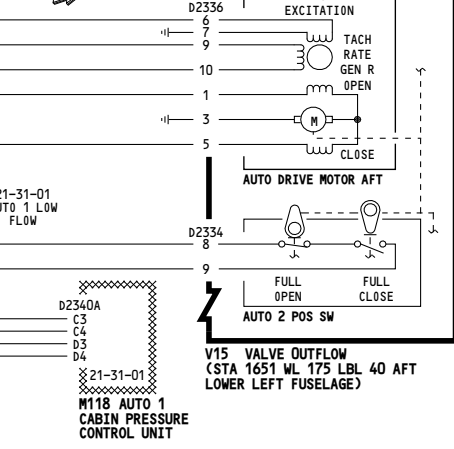 D2336
EXCITATION
6
7
9
TACH
RATE
GEN R
10
OPEN
1
3
M
5
CLOSE
AUTO DRIVE MOTOR AFT
21-31-01
UTO 1 LOW
FLOW
D2334
8
9
FULL
OPEN
FULL
CLOSE
AUTO 2 POS SW
D2340A
C3
C4
D3
D4
21-31-01
M118 AUTO 1
CABIN PRESSURE
CONTROL UNIT
V15 VALVE OUTFLOW
(STA 1651 WL 175 LBL 40 AFT
LOWER LEFT FUSELAGE)